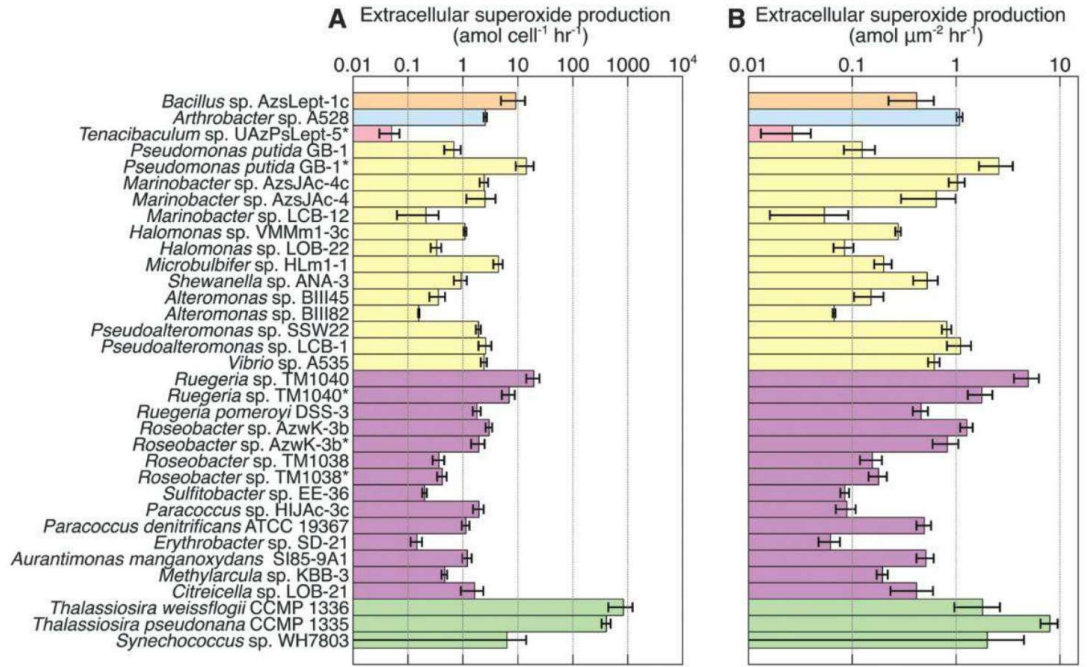 A Extracellular superoxide production
(amol cell⁻¹ hr⁻¹)
0.01 0.1 1 10 100 1000 10⁴
B Extracellular superoxide production
(amol µm⁻² hr⁻¹)
0.01 0.1 1 10
Bacillus sp. AzsLept-1c
Arthrobacter sp. A528
Tenacibaculum sp. UAzPsLept-5*
Pseudomonas putida GB-1
Pseudomonas putida GB-1*
Marinobacter sp. AzsJAc-4c
Marinobacter sp. AzsJAc-4
Marinobacter sp. LCB-12
Halomonas sp. VMMm1-3c
Halomonas sp. LOB-22
Microbulbifer sp. HLm1-1
Shewanella sp. ANA-3
Alteromonas sp. BIII45
Alteromonas sp. BIII82
Pseudoalteromonas sp. SSW22
Pseudoalteromonas sp. LCB-1
Vibrio sp. A535
Ruegeria sp. TM1040
Ruegeria sp. TM1040*
Ruegeria pomeroyi DSS-3
Roseobacter sp. AzwK-3b
Roseobacter sp. AzwK-3b*
Roseobacter sp. TM1038
Roseobacter sp. TM1038*
Sulfitobacter sp. EE-36
Paracoccus sp. HIJAc-3c
Paracoccus denitrificans ATCC 19367
Erythrobacter sp. SD-21
Aurantimonas manganoxydans SI85-9A1
Methylarcula sp. KBB-3
Citreicella sp. LOB-21
Thalassiosira weissflogii CCMP 1336
Thalassiosira pseudonana CCMP 1335
Synechococcus sp. WH7803